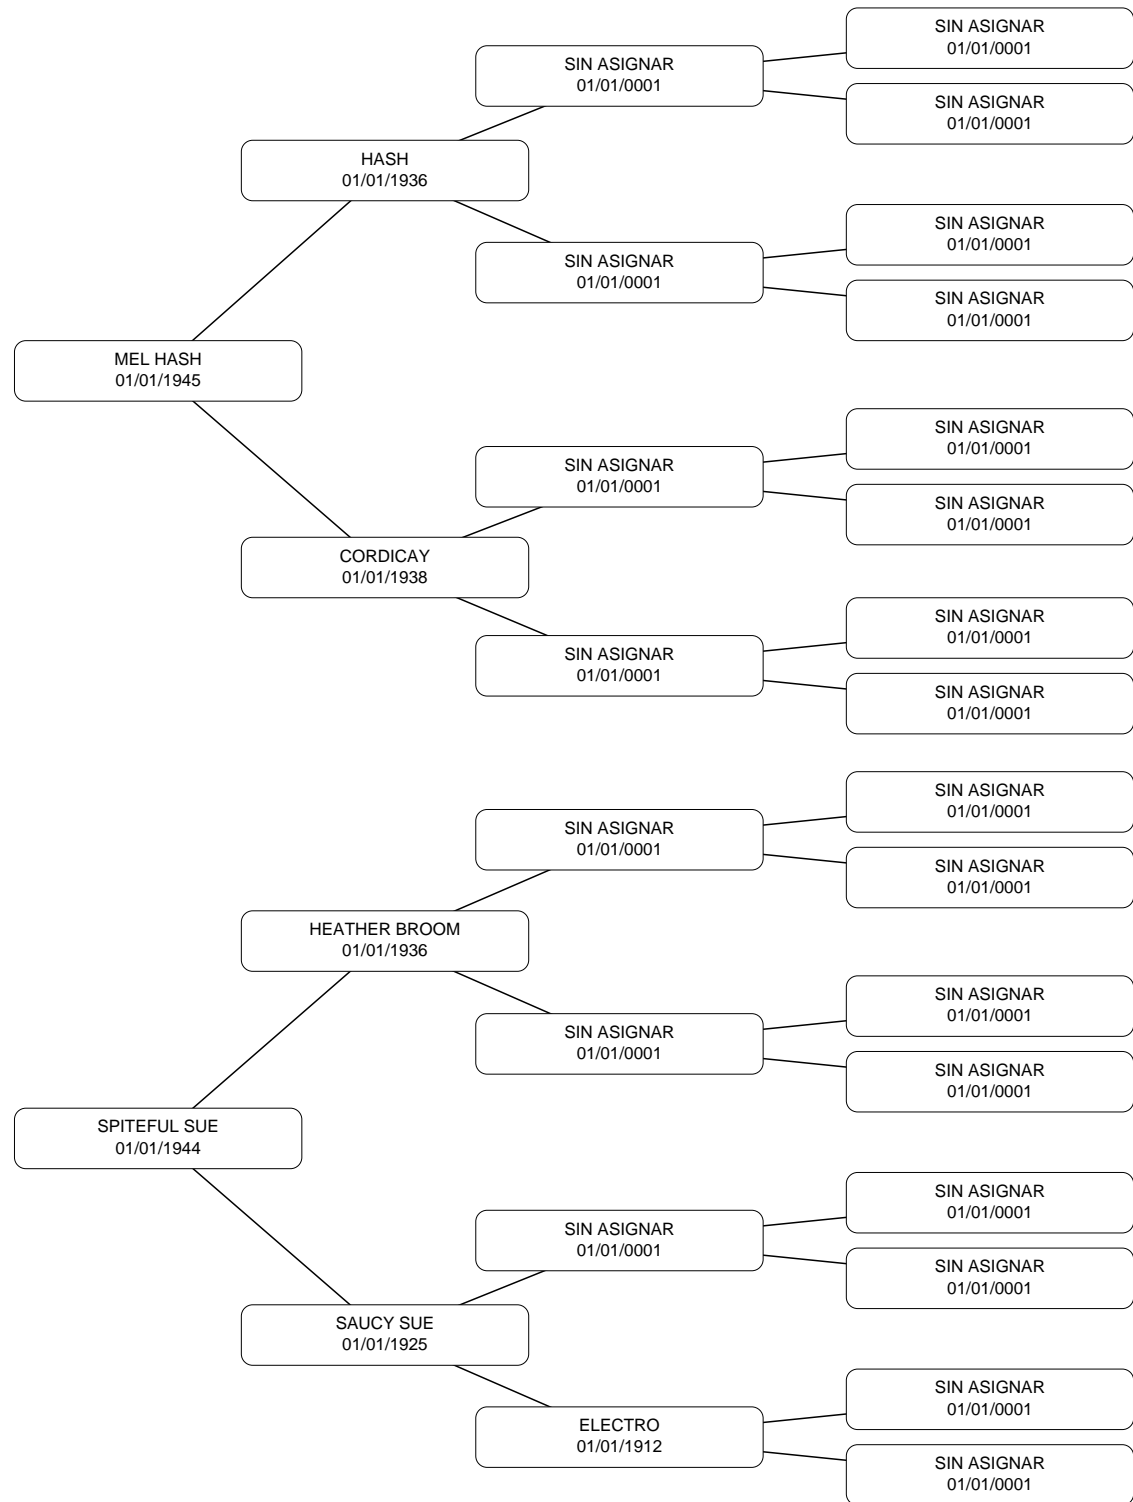 SIN ASIGNAR
01/01/0001
SIN ASIGNAR
01/01/0001
SIN ASIGNAR
01/01/0001
HASH
01/01/1936
SIN ASIGNAR
01/01/0001
SIN ASIGNAR
01/01/0001
SIN ASIGNAR
01/01/0001
MEL HASH
01/01/1945
SIN ASIGNAR
01/01/0001
SIN ASIGNAR
01/01/0001
SIN ASIGNAR
01/01/0001
CORDICAY
01/01/1938
SIN ASIGNAR
01/01/0001
SIN ASIGNAR
01/01/0001
SIN ASIGNAR
01/01/0001
SIN ASIGNAR
01/01/0001
SIN ASIGNAR
01/01/0001
SIN ASIGNAR
01/01/0001
HEATHER BROOM
01/01/1936
SIN ASIGNAR
01/01/0001
SIN ASIGNAR
01/01/0001
SIN ASIGNAR
01/01/0001
SPITEFUL SUE
01/01/1944
SIN ASIGNAR
01/01/0001
SIN ASIGNAR
01/01/0001
SIN ASIGNAR
01/01/0001
SAUCY SUE
01/01/1925
SIN ASIGNAR
01/01/0001
ELECTRO
01/01/1912
SIN ASIGNAR
01/01/0001